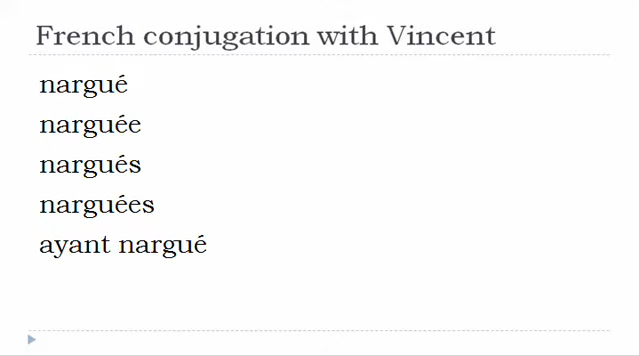 French conjugation with Vincent
nargué
narguée
nargués
narguées
ayant nargué